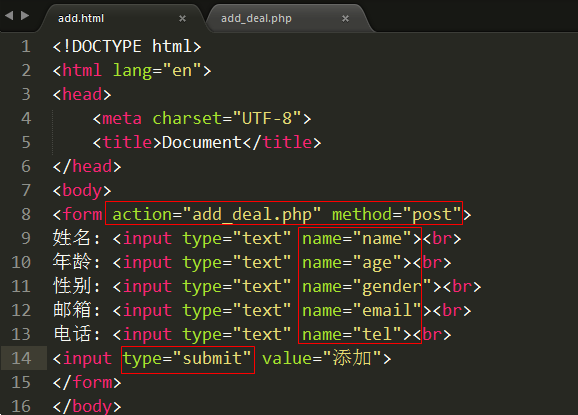 add.html × add_deal.php ×
1 <!DOCTYPE html>
2 <html lang="en">
3 <head>
4 <meta charset="UTF-8">
5 <title>Document</title>
6 </head>
7 <body>
8 <form action="add_deal.php" method="post">
9 姓名: <input type="text" name="name"><br>
10 年龄: <input type="text" name="age"><br>
11 性别: <input type="text" name="gender"><br>
12 邮箱: <input type="text" name="email"><br>
13 电话: <input type="text" name="tel"><br>
14 <input type="submit" value="添加">
15 </form>
16 </body>